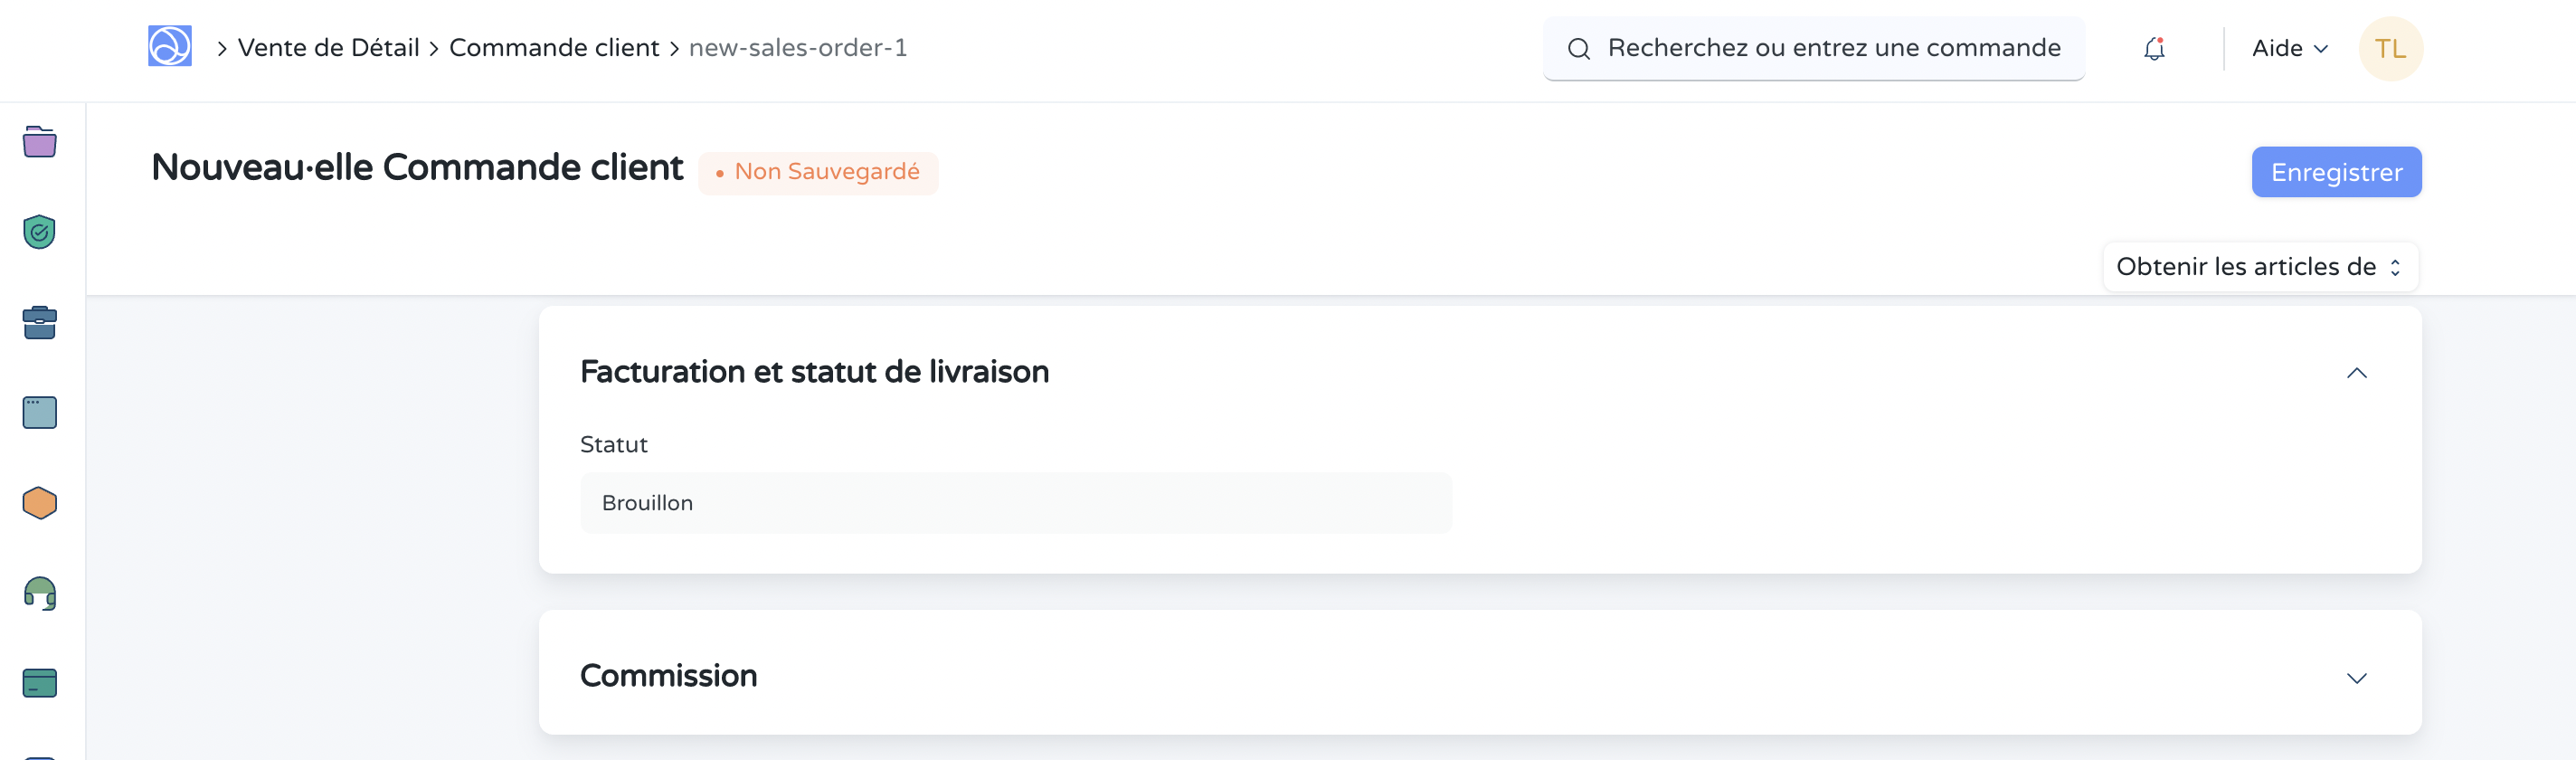 Vente de Détail Commande client new-sales-order-1
Recherchez ou entrez une commande
Aide
TL
Nouveau·elle Commande client
Non Sauvegardé
Enregistrer
Obtenir les articles de
Facturation et statut de livraison
Statut
Brouillon
Commission